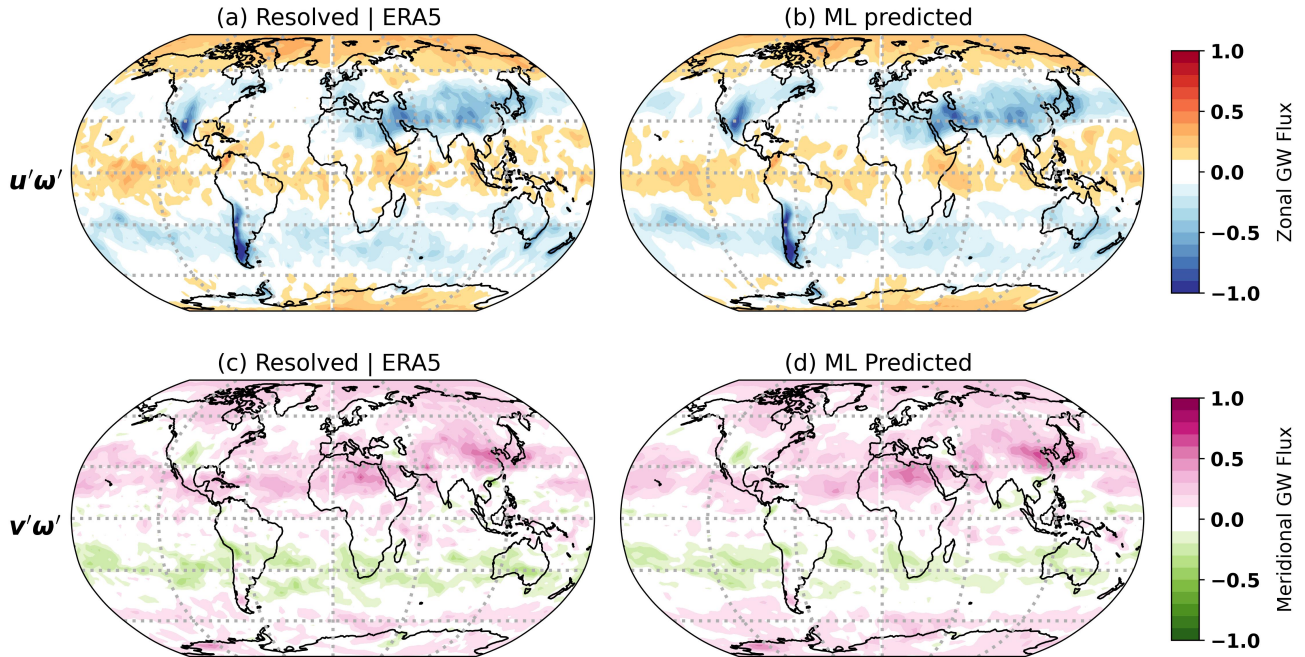 (a) Resolved | ERA5
(b) ML predicted
u'ω'
1.0
0.5
0.0
−0.5
−1.0
Zonal GW Flux
(c) Resolved | ERA5
(d) ML Predicted
v'ω'
1.0
0.5
0.0
−0.5
−1.0
Meridional GW Flux